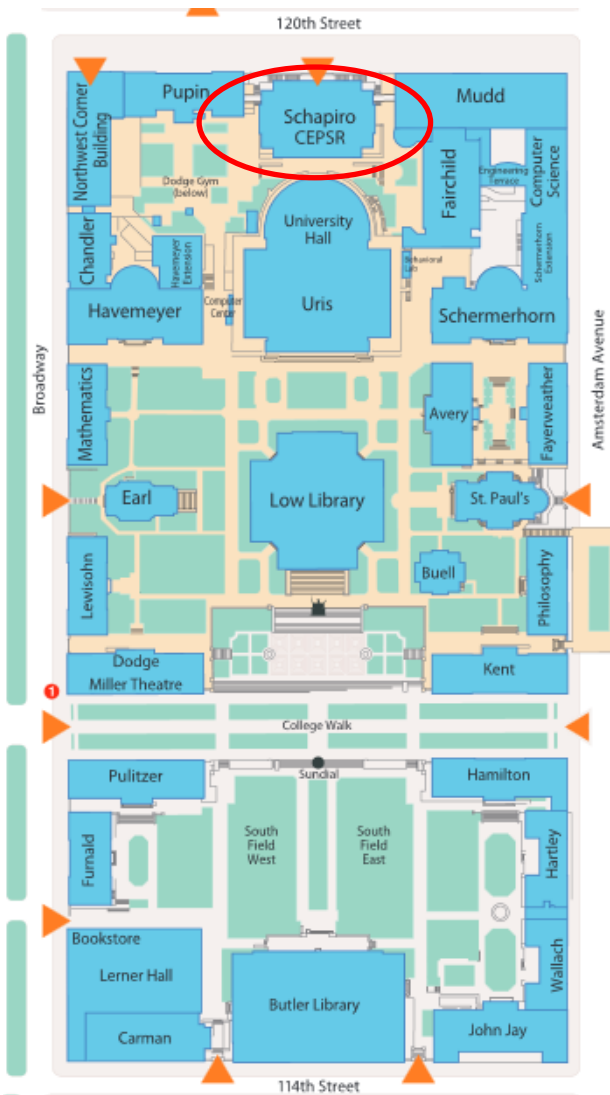 120th Street
Pupin
Schapiro
CEPSR
Mudd
Northwest Corner
Building
Dodge Gym
(below)
Fairchild
Engineering
Terrace
Computer
Science
University
Hall
Uris
Chandler
Havemeyer
Extension
Behavioral
Lab
Schermerhorn
Extension
Computer
Center
Havemeyer
Schermerhorn
Broadway
Amsterdam Avenue
Mathematics
Avery
Fayerweather
Earl
Low Library
St. Paul's
Lewisohn
Buell
Philosophy
Dodge
Miller Theatre
Kent
1
College Walk
Pulitzer
Sundial
Hamilton
Furnald
South
Field
West
South
Field
East
Hartley
Bookstore
Lerner Hall
Wallach
Butler Library
Carman
John Jay
114th Street